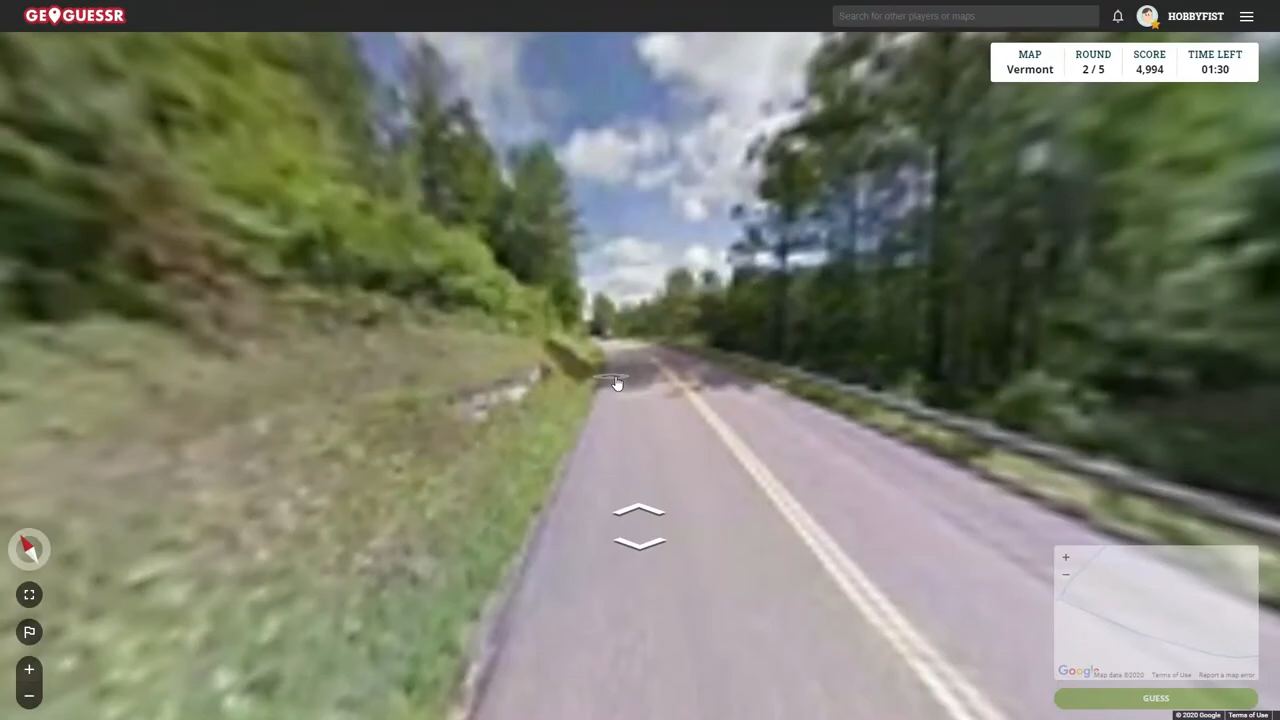 GEOGUESSR
Search for other players or maps
HOBBYFIST
MAP ROUND SCORE TIME LEFT
Vermont 2 / 5 4,994 01:30
+
−
+
−
Google Map data ©2020 Terms of Use Report a map error
GUESS
© 2020 Google Terms of Use